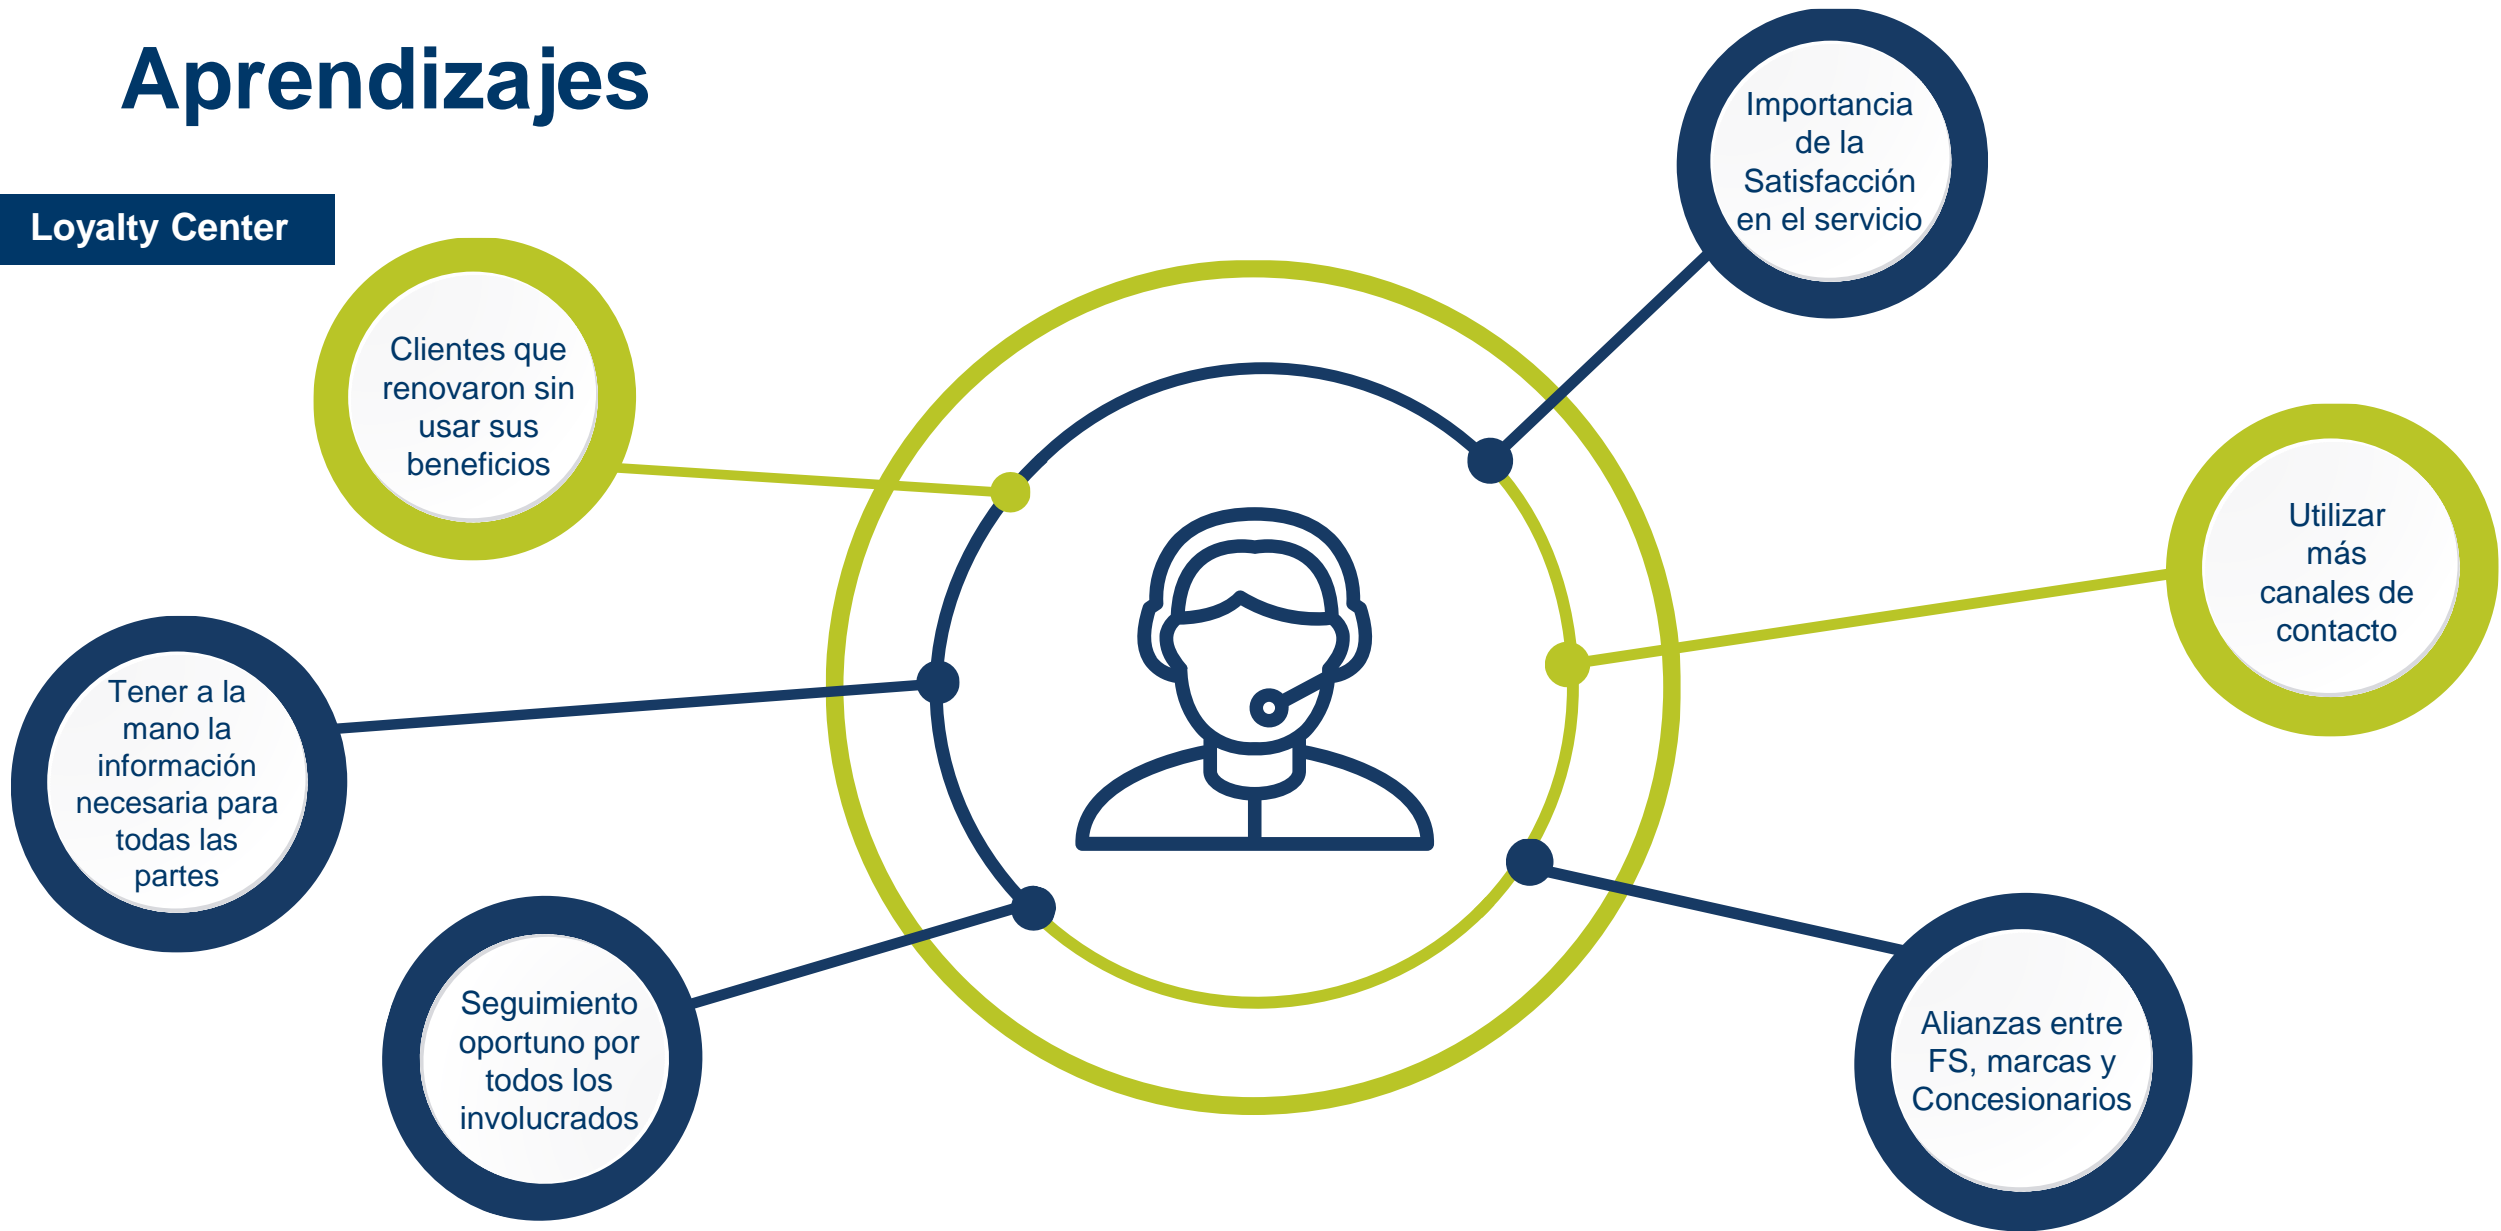 Aprendizajes
Loyalty Center
Importancia
de la
Satisfacción
en el servicio
Clientes que
renovaron sin
usar sus
beneficios
Utilizar
más
canales de
contacto
Tener a la
mano la
información
necesaria para
todas las
partes
Seguimiento
oportuno por
todos los
involucrados
Alianzas entre
FS, marcas y
Concesionarios